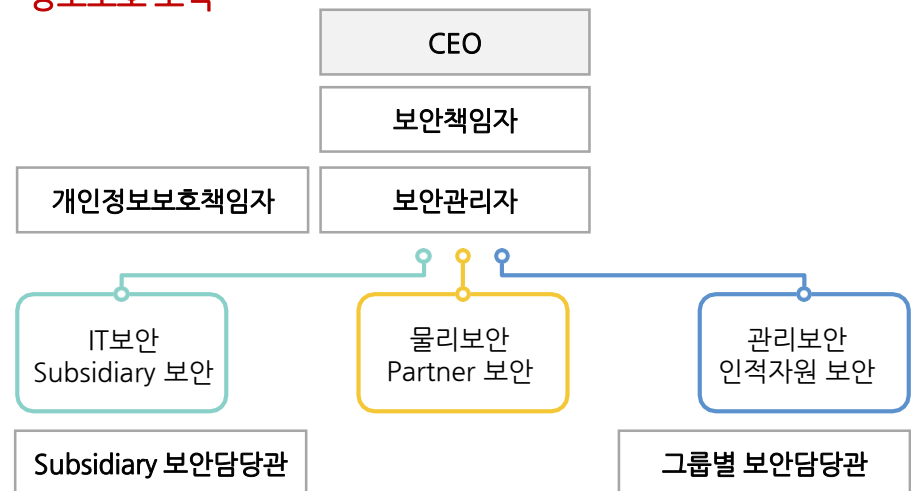 CEO
보안책임자
개인정보보호책임자
보안관리자
IT보안
Subsidiary 보안
물리보안
Partner 보안
관리보안
인적자원 보안
Subsidiary 보안담당관
그룹별 보안담당관